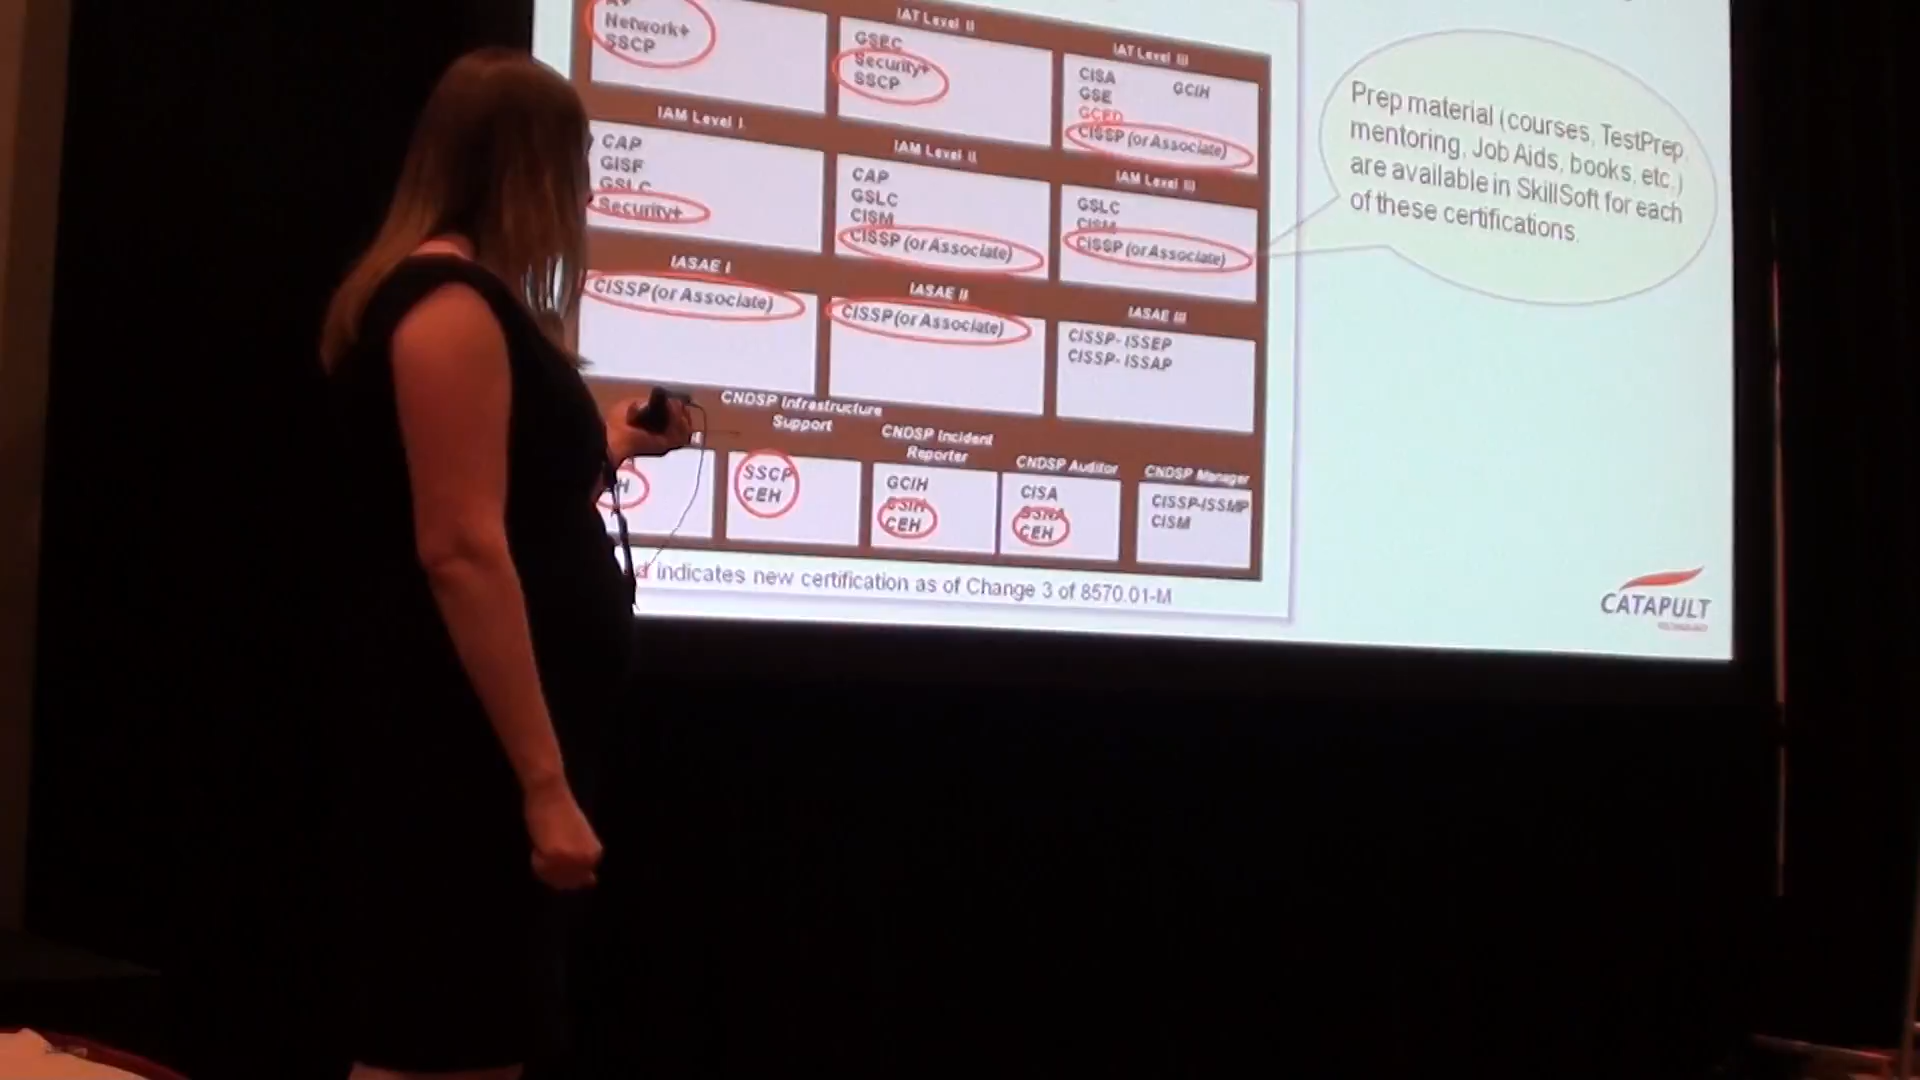 Network+
SSCP
IAT Level II
GSEC
Security+
SSCP
IAT Level III
CISA GCIH
GSE
GCED
CISSP (or Associate)
IAM Level I
CAP
GISF
GSLC
Security+
IAM Level II
CAP
GSLC
CISM
CISSP (or Associate)
IAM Level III
GSLC
CISM
CISSP (or Associate)
IASAE I
CISSP (or Associate)
IASAE II
CISSP (or Associate)
IASAE III
CISSP- ISSEP
CISSP- ISSAP
CNDSP Infrastructure
Support
SSCP
CEH
CNDSP Incident
Reporter
GCIH
CSIH
CEH
CNDSP Auditor
CISA
GSNA
CEH
CNDSP Manager
CISSP-ISSMP
CISM
indicates new certification as of Change 3 of 8570.01-M
Prep material (courses, TestPrep,
mentoring, Job Aids, books, etc.)
are available in SkillSoft for each
of these certifications.
CATAPULT
TECHNOLOGY